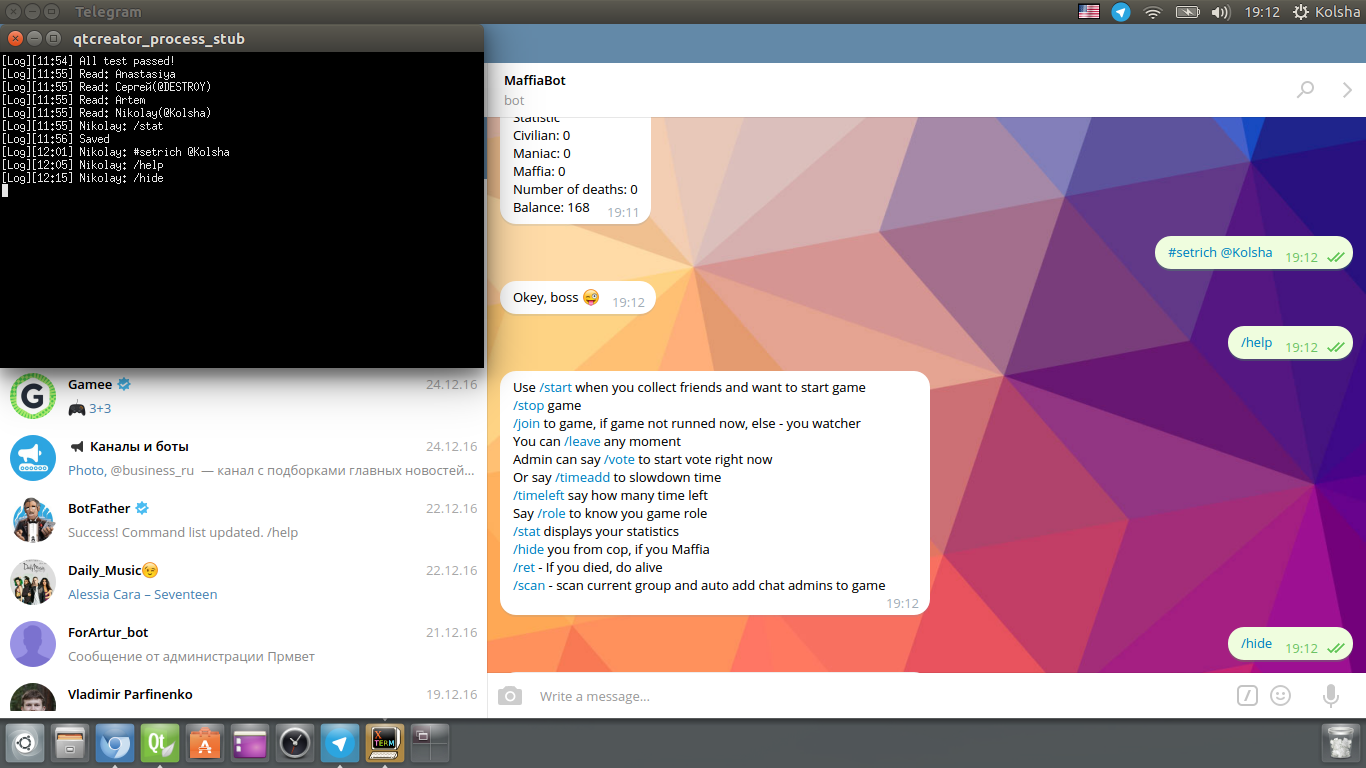 Telegram
19:12
Kolsha
qtcreator_process_stub
[Log][11:54] All test passed!
[Log][11:55] Read: Anastasiya
[Log][11:55] Read: Сергей(@DESTROY)
[Log][11:55] Read: Artem
[Log][11:55] Read: Nikolay(@Kolsha)
[Log][11:55] Nikolay: /stat
[Log][11:56] Saved
[Log][12:01] Nikolay: #setrich @Kolsha
[Log][12:05] Nikolay: /help
[Log][12:15] Nikolay: /hide
Gamee
24.12.16
3+3
Каналы и боты
24.12.16
Photo, @business_ru — канал с подборками главных новостей...
BotFather
22.12.16
Success! Command list updated. /help
Daily_Music
22.12.16
Alessia Cara – Seventeen
ForArtur_bot
21.12.16
Сообщение от администрации Прмвет
Vladimir Parfinenko
19.12.16
MaffiaBot
bot
Statistic
Civilian: 0
Maniac: 0
Maffia: 0
Number of deaths: 0
Balance: 168
19:11
#setrich @Kolsha
19:12
Okey, boss
19:12
/help
19:12
Use /start when you collect friends and want to start game
/stop game
/join to game, if game not runned now, else - you watcher
You can /leave any moment
Admin can say /vote to start vote right now
Or say /timeadd to slowdown time
/timeleft say how many time left
Say /role to know you game role
/stat displays your statistics
/hide you from cop, if you Maffia
/ret - If you died, do alive
/scan - scan current group and auto add chat admins to game
19:12
/hide
19:12
Write a message...
Qt
A
X
TERM